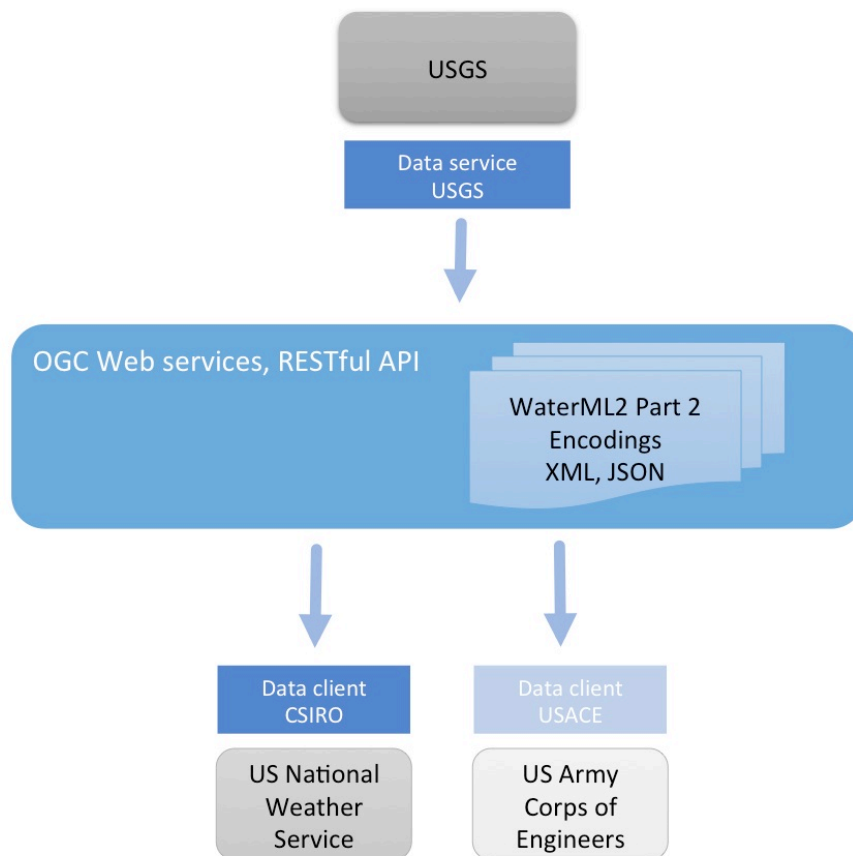 USGS
Data service
USGS
OGC Web services, RESTful API
WaterML2 Part 2
Encodings
XML, JSON
Data client
CSIRO
Data client
USACE
US National
Weather
Service
US Army
Corps of
Engineers